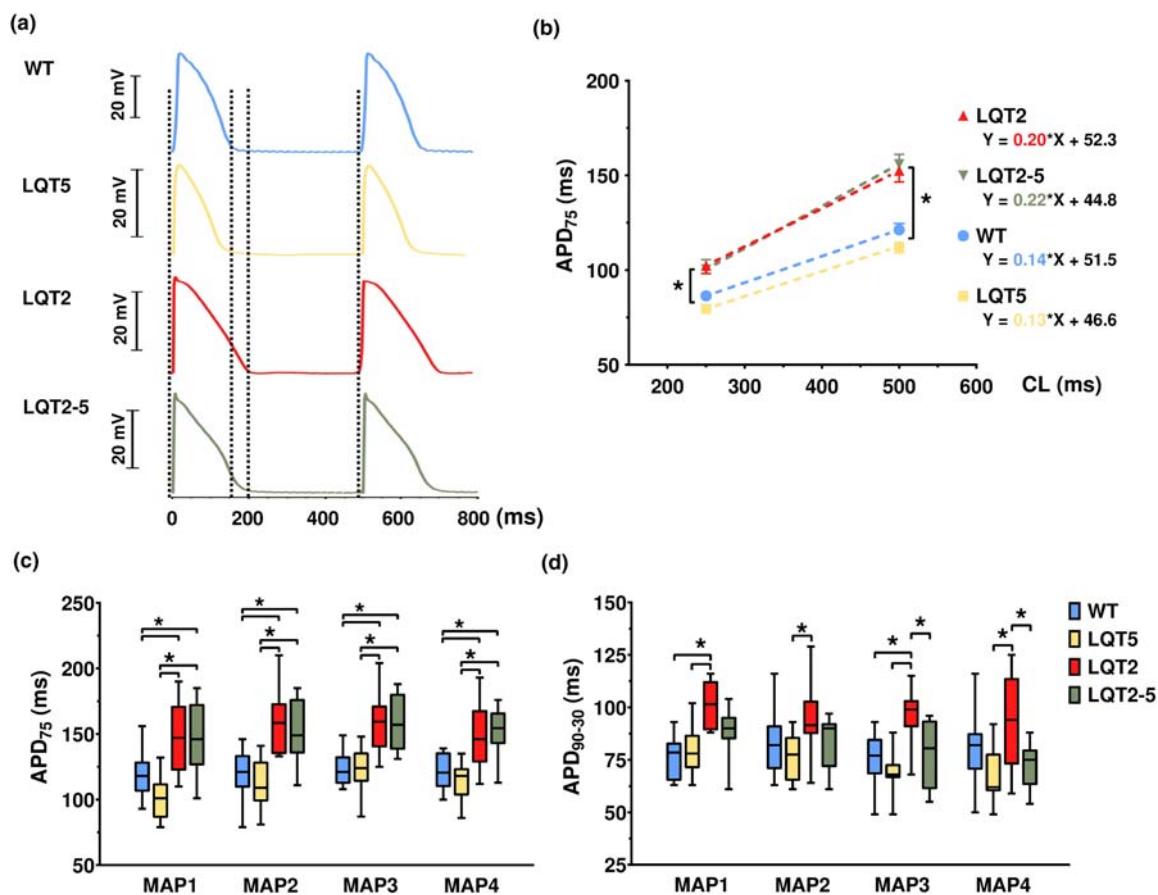 (a)
WT
20 mV
LQT5
20 mV
LQT2
20 mV
LQT2-5
20 mV
0 200 400 600 800 (ms)
(b)
APD75 (ms)
200
150
100
50
200 300 400 500 600
CL (ms)
*
*
LQT2
Y = 0.20*X + 52.3
LQT2-5
Y = 0.22*X + 44.8
WT
Y = 0.14*X + 51.5
LQT5
Y = 0.13*X + 46.6
(c)
APD75 (ms)
250
200
150
100
50
* * * *
* * * *
MAP1 MAP2 MAP3 MAP4
(d)
APD90-30 (ms)
150
125
100
75
50
25
* * * * * *
MAP1 MAP2 MAP3 MAP4
WT
LQT5
LQT2
LQT2-5